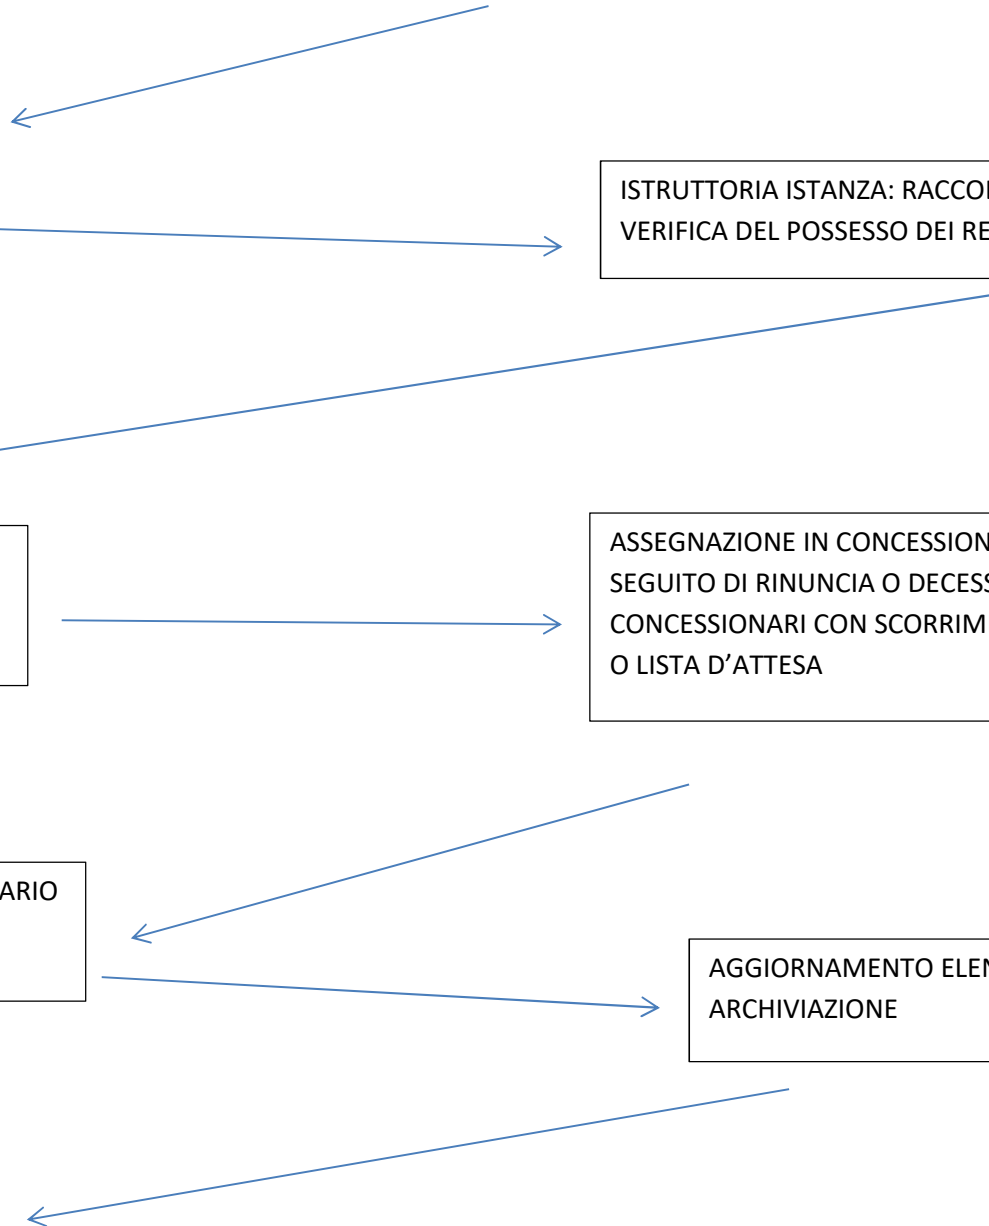 ISTRUTTORIA ISTANZA: RACCO
VERIFICA DEL POSSESSO DEI RE
ASSEGNAZIONE IN CONCESSION
SEGUITO DI RINUNCIA O DECESS
CONCESSIONARI CON SCORRIM
O LISTA D’ATTESA
ARIO
AGGIORNAMENTO ELEN
ARCHIVIAZIONE